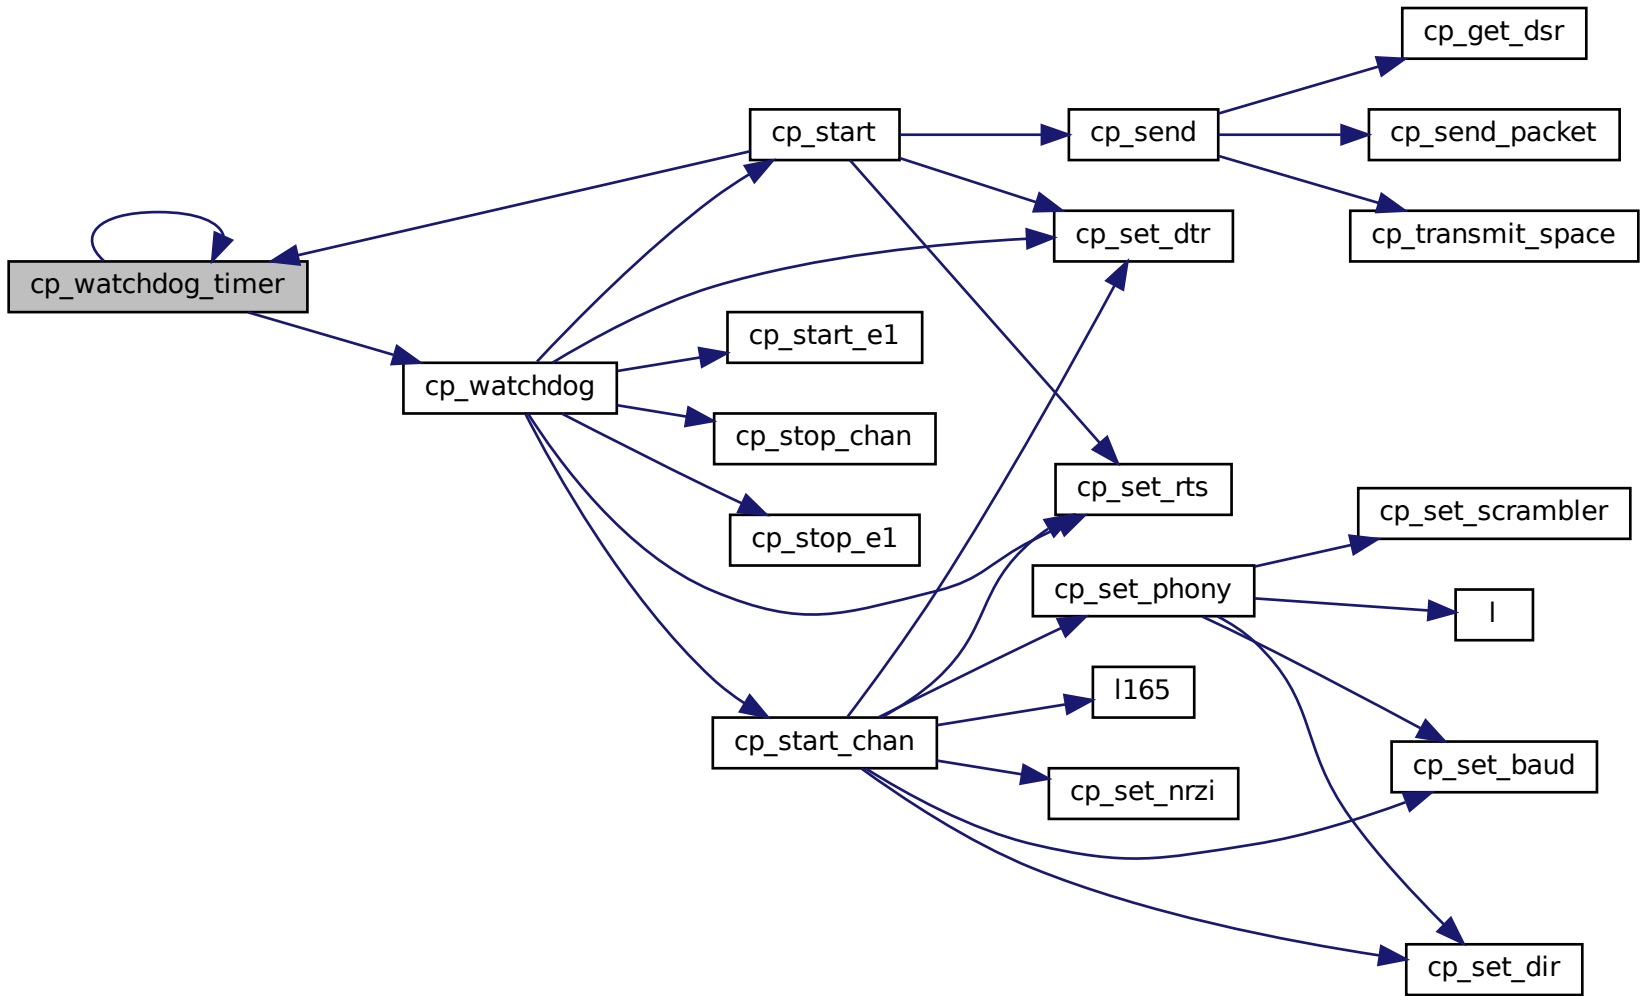 cp_get_dsr
cp_start
cp_send
cp_send_packet
cp_set_dtr
cp_transmit_space
cp_watchdog_timer
cp_start_e1
cp_watchdog
cp_stop_chan
cp_set_rts
cp_set_scrambler
cp_stop_e1
cp_set_phony
l
l165
cp_start_chan
cp_set_baud
cp_set_nrzi
cp_set_dir